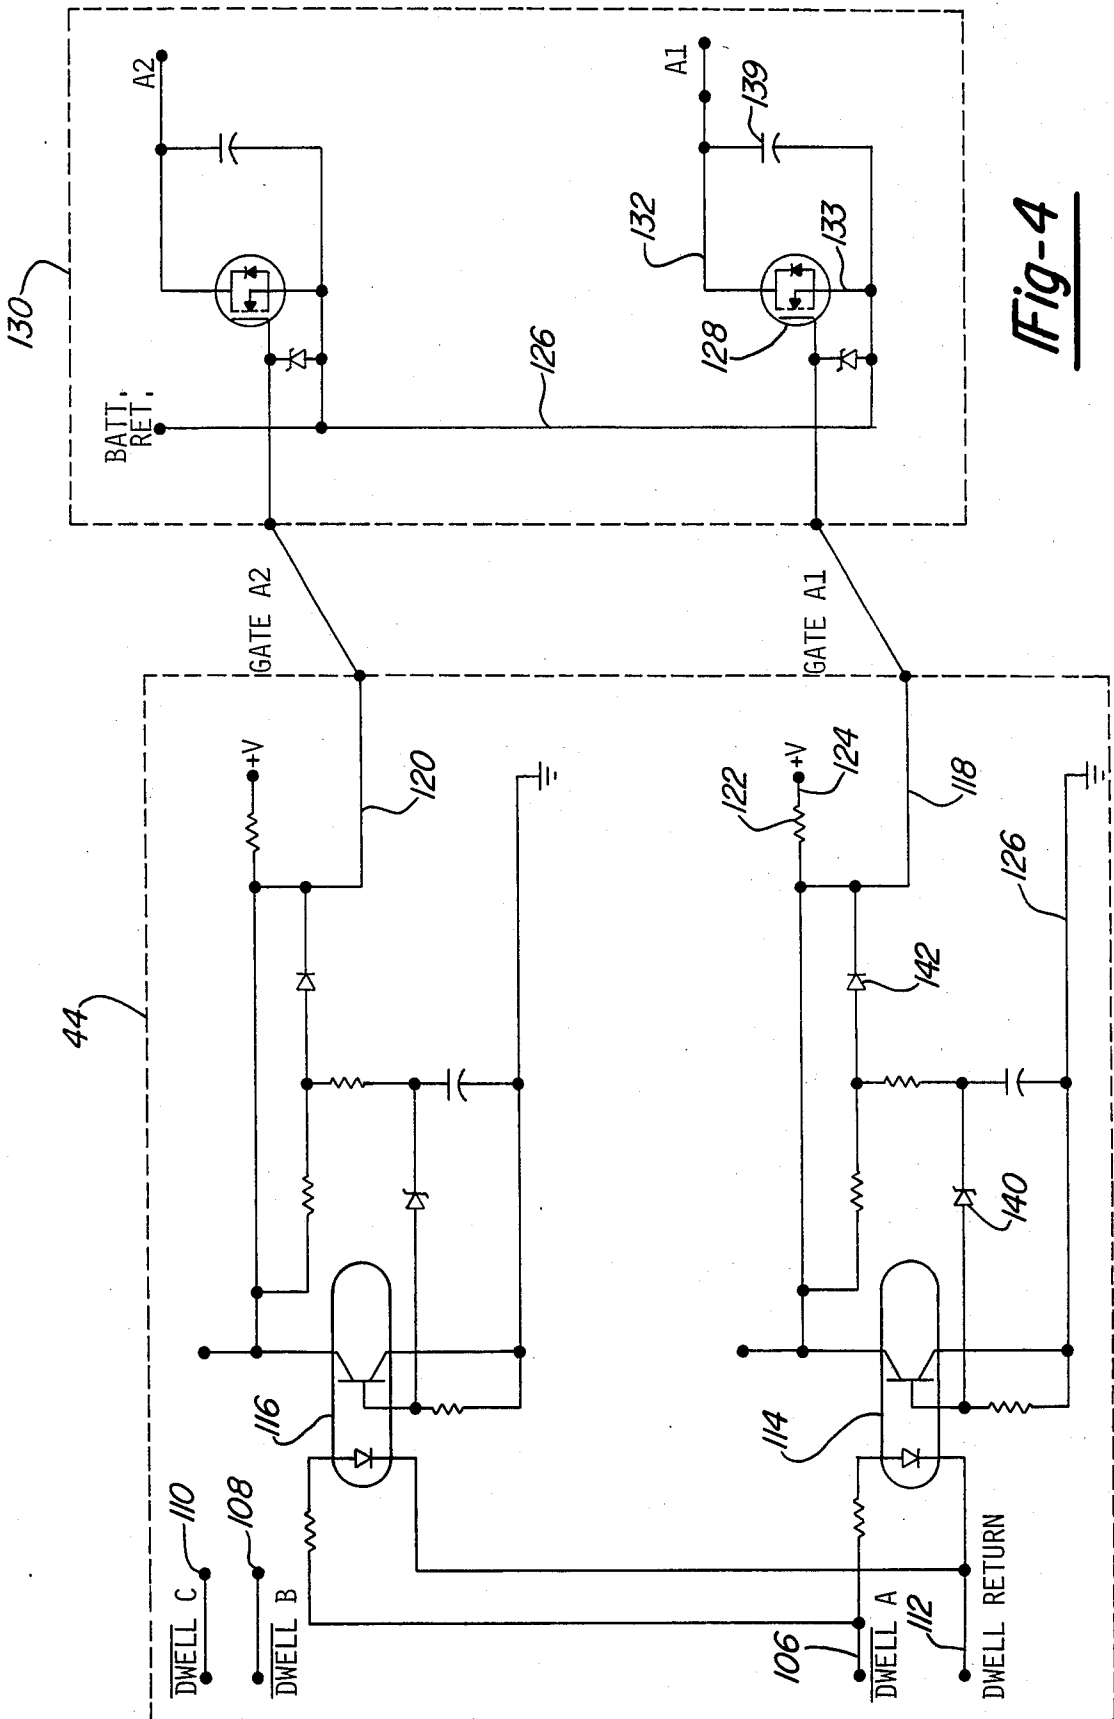 130
BATT.
RET.
A2
126
132
A1
139
128
133
Fig-4
GATE A2
GATE A1
44
+V
120
+V
122
124
118
126
142
140
116
114
110
DWELL C
108
DWELL B
106
DWELL A
112
DWELL RETURN